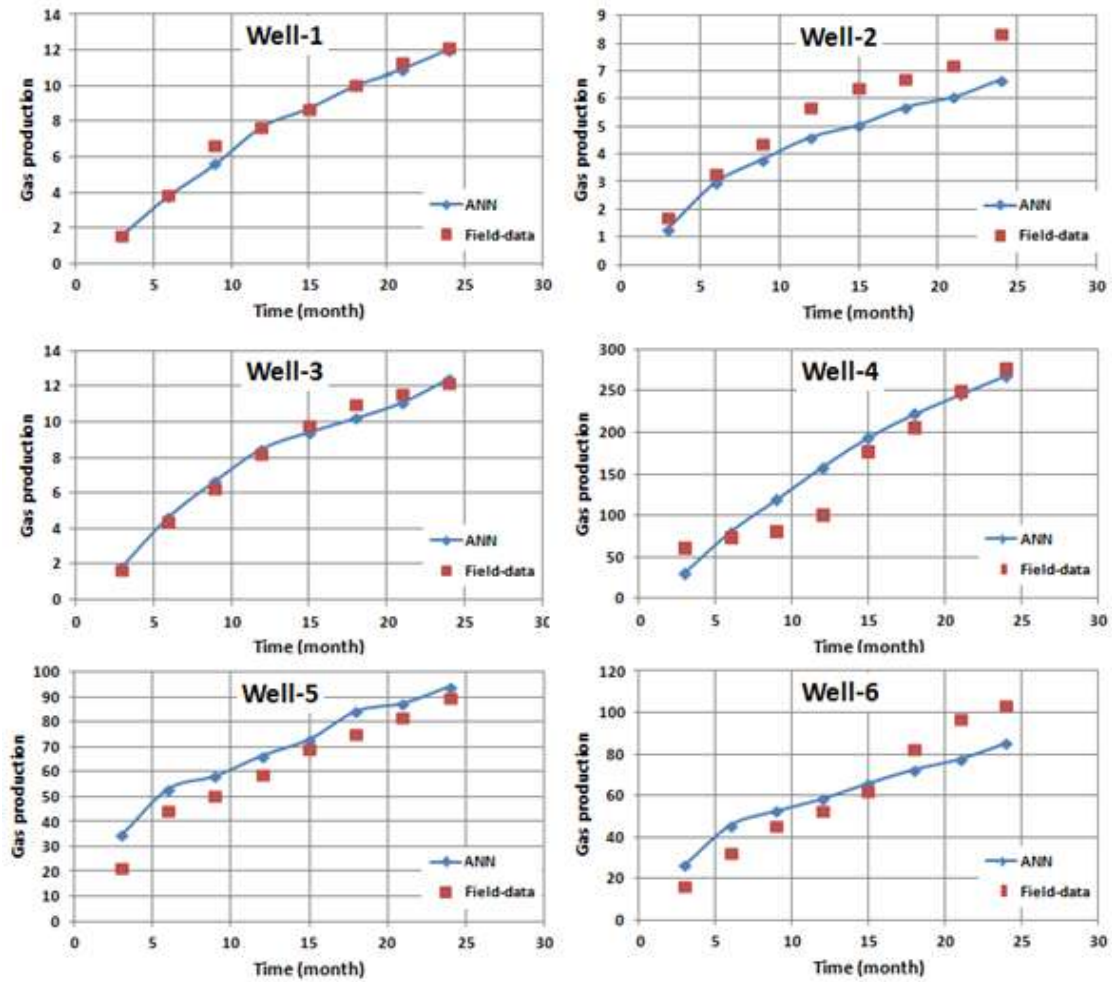 Well-1
Gas production
14
12
10
8
6
4
2
0
0 5 10 15 20 25 30
Time (month)
ANN
Field-data
Well-2
Gas production
9
8
7
6
5
4
3
2
1
0
0 5 10 15 20 25 30
Time (month)
ANN
Field-data
Well-3
Gas production
14
12
10
8
6
4
2
0
0 5 10 15 20 25 30
Time (month)
ANN
Field-data
Well-4
Gas production
300
250
200
150
100
50
0
0 5 10 15 20 25 30
Time (month)
ANN
Field-data
Well-5
Gas production
100
90
80
70
60
50
40
30
20
10
0
0 5 10 15 20 25 30
Time (month)
ANN
Field-data
Well-6
Gas production
120
100
80
60
40
20
0
0 5 10 15 20 25 30
Time (month)
ANN
Field-data